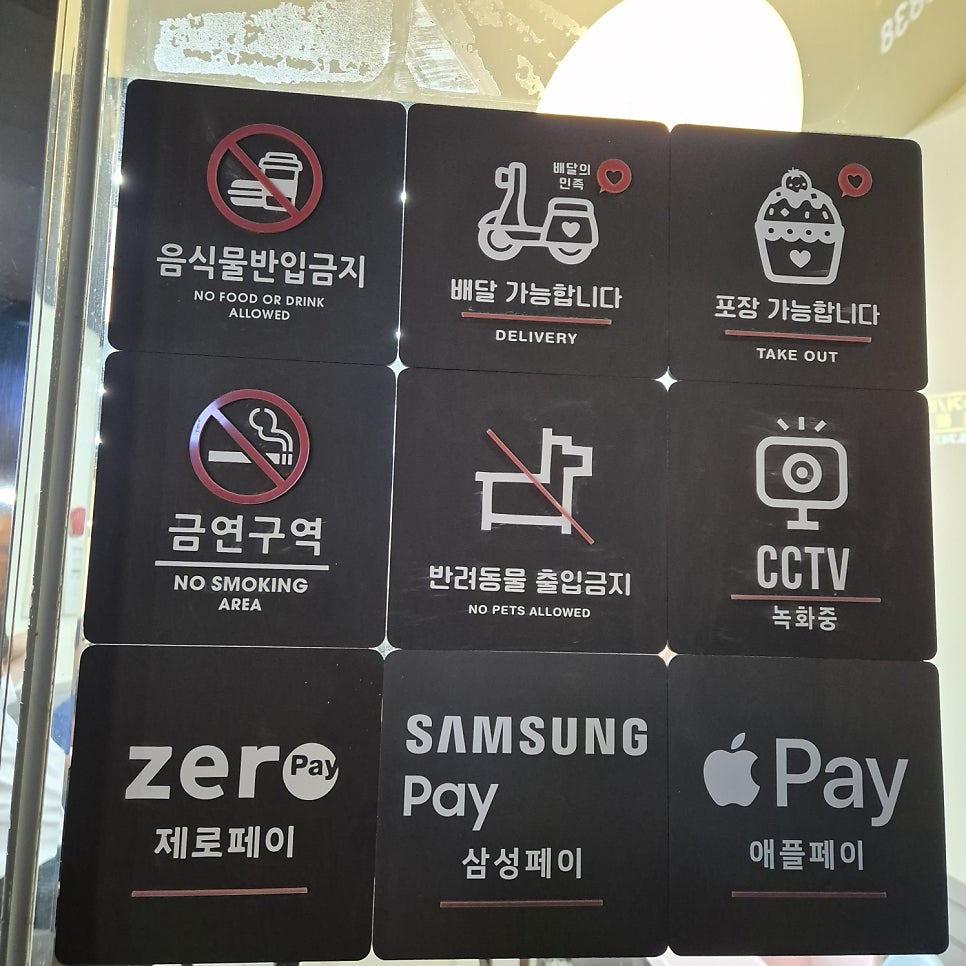 음식물반입금지
NO FOOD OR DRINK
ALLOWED
배달의
민족
배달 가능합니다
DELIVERY
포장 가능합니다
TAKE OUT
금연구역
NO SMOKING
AREA
반려동물 출입금지
NO PETS ALLOWED
CCTV
녹화중
zero Pay
제로페이
SAMSUNG
Pay
삼성페이
Pay
애플페이